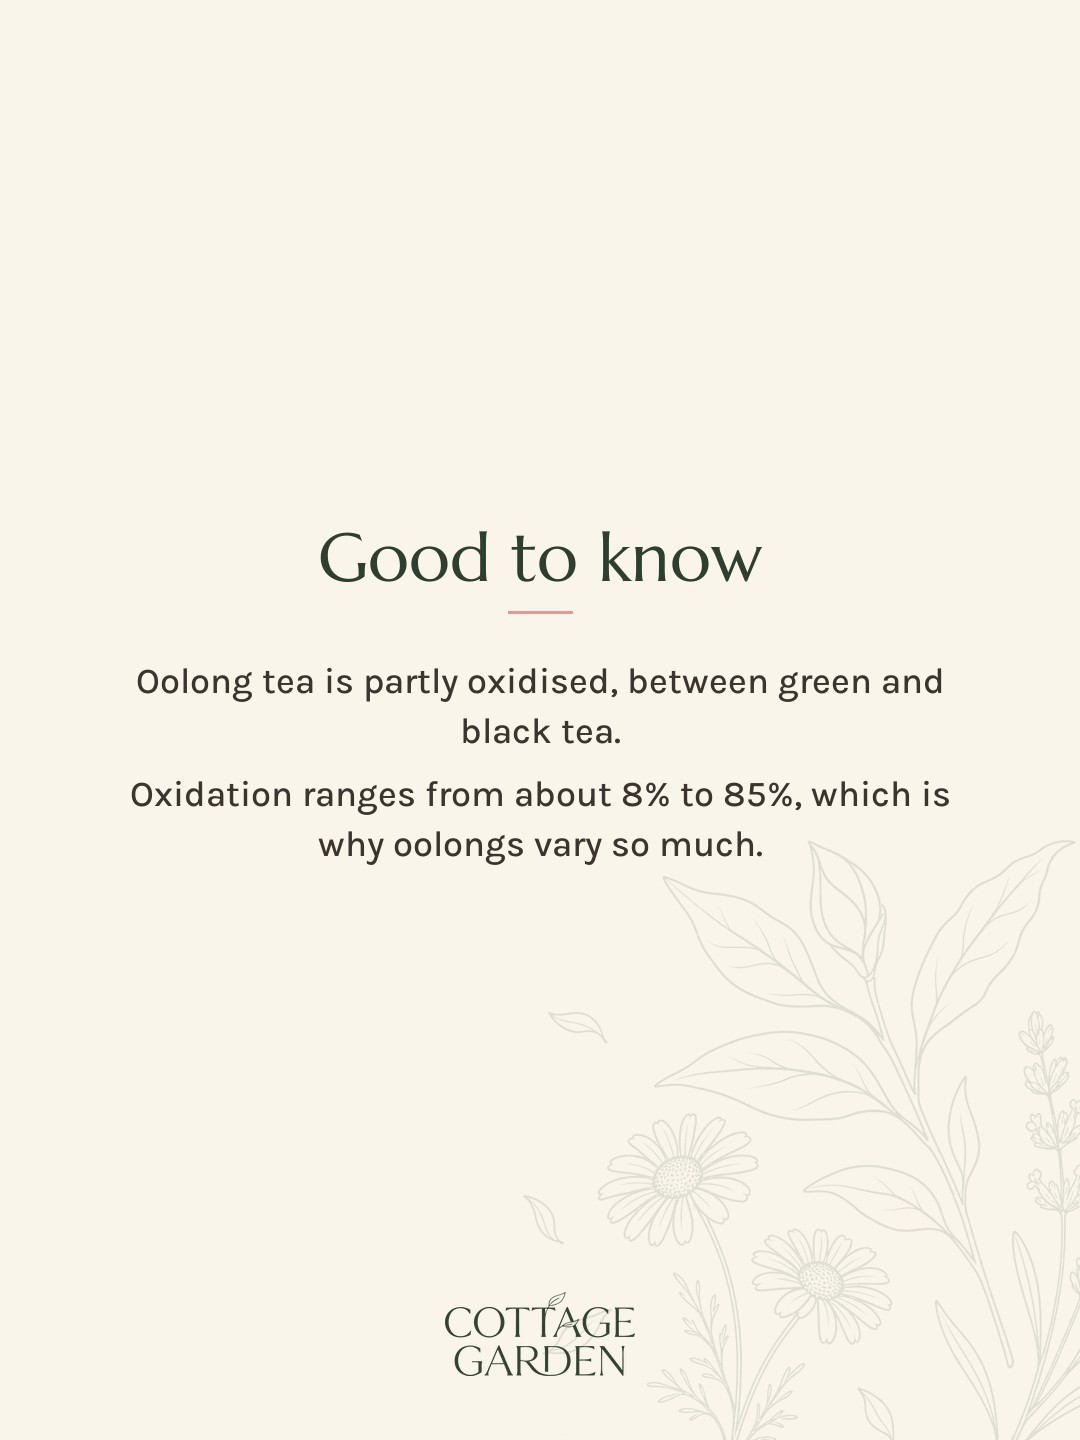 Good to know
Oolong tea is partly oxidised, between green and
black tea.
Oxidation ranges from about 8% to 85%, which is
why oolongs vary so much.
COTTAGE
GARDEN